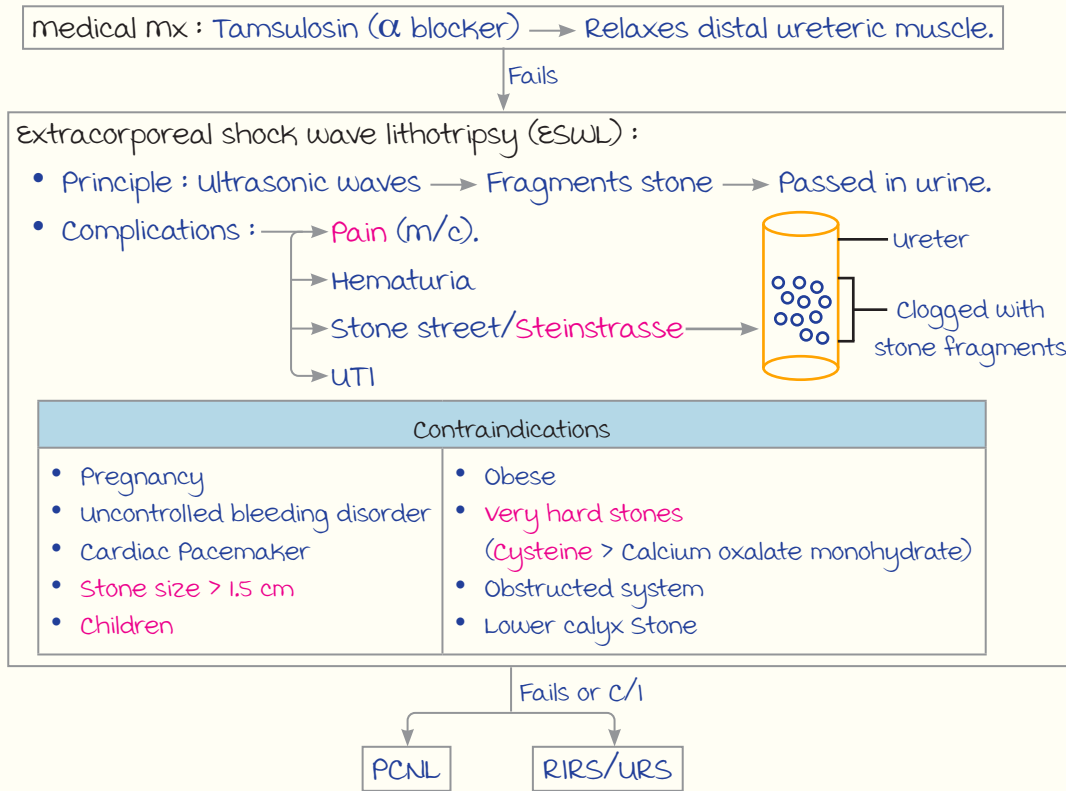 medical mx : Tamsulosin (α blocker) → Relaxes distal ureteric muscle.
Fails
Extracorporeal shock wave lithotripsy (ESWL) :
• Principle : Ultrasonic waves → Fragments stone → Passed in urine.
• Complications : → Pain (m/c).
Hematuria
Stone street/Steinstrasse
UTI
Ureter
Clogged with
stone fragments
Contraindications
• Pregnancy
• Uncontrolled bleeding disorder
• Cardiac Pacemaker
• Stone size > 1.5 cm
• Children
• Obese
• Very hard stones
(Cysteine > Calcium oxalate monohydrate)
• Obstructed system
• Lower calyx Stone
Fails or C/I
PCNL
RIRS/URS